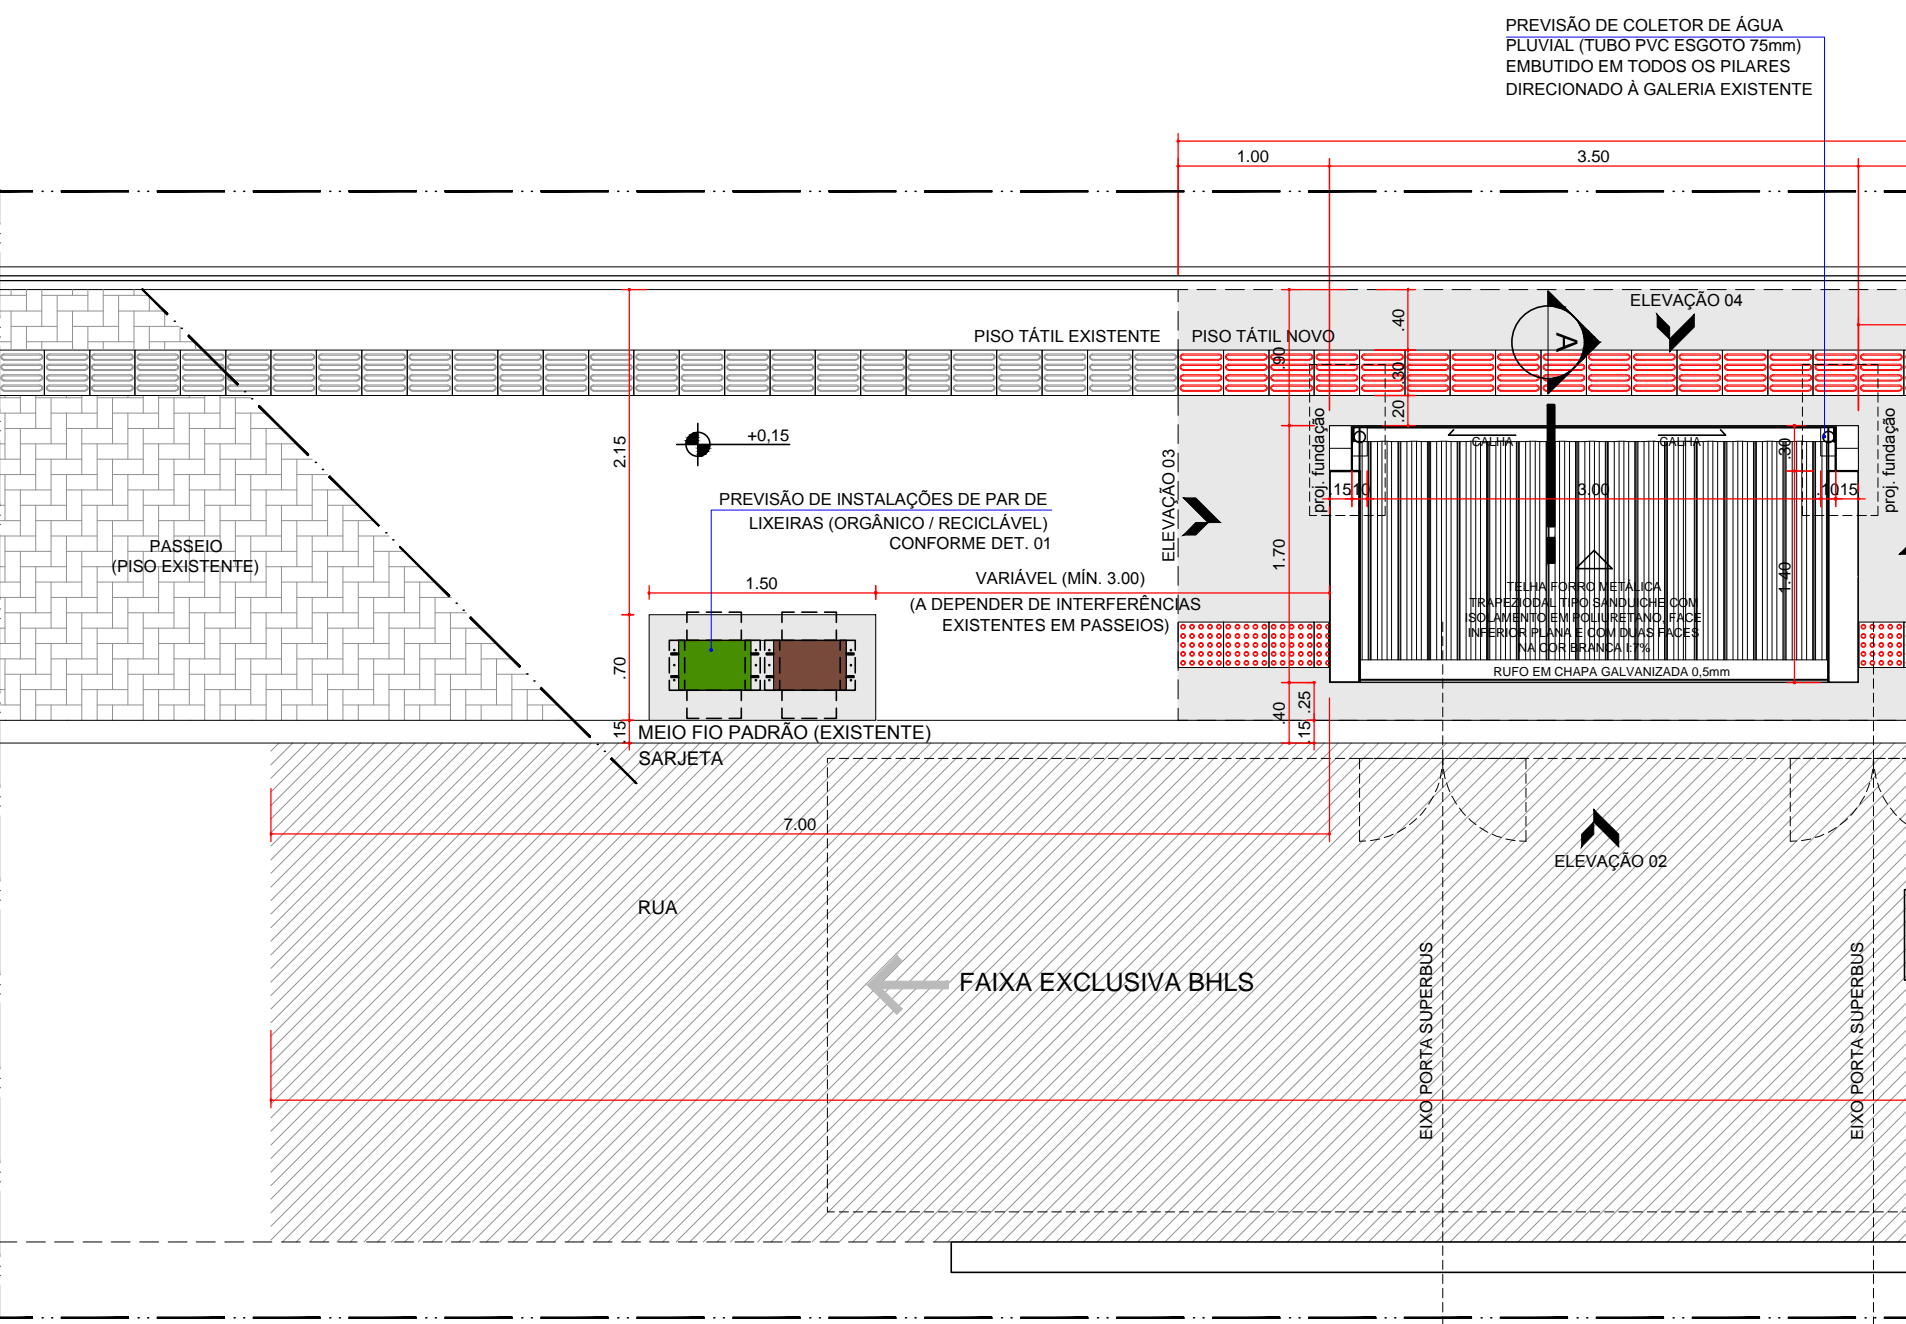 PREVISÃO DE COLETOR DE ÁGUA
PLUVIAL (TUBO PVC ESGOTO 75mm)
EMBUTIDO EM TODOS OS PILARES
DIRECIONADO À GALERIA EXISTENTE
1.00
3.50
ELEVAÇÃO 04
PISO TÁTIL EXISTENTE
PISO TÁTIL NOVO
.40
.90
.30
.20
A
+0,15
2.15
proj. fundação
proj. fundação
CALHA
CALHA
.30
ELEVAÇÃO 03
.15
10
3.00
.10
15
PREVISÃO DE INSTALAÇÕES DE PAR DE
LIXEIRAS (ORGÂNICO / RECICLÁVEL)
CONFORME DET. 01
PASSEIO
(PISO EXISTENTE)
1.70
1.40
1.50
VARIÁVEL (MÍN. 3.00)
(A DEPENDER DE INTERFERÊNCIAS
EXISTENTES EM PASSEIOS)
TELHA FORRO METÁLICA
TRAPEZIODAL TIPO SANDUICHE COM
ISOLAMENTO EM POLIURETANO, FACE
INFERIOR PLANA E COM DUAS FACES
NA COR BRANCA I:7%
RUFO EM CHAPA GALVANIZADA 0,5mm
.70
.40
.25
.15
.15
MEIO FIO PADRÃO (EXISTENTE)
SARJETA
7.00
ELEVAÇÃO 02
RUA
FAIXA EXCLUSIVA BHLS
EIXO PORTA SUPERBUS
EIXO PORTA SUPERBUS